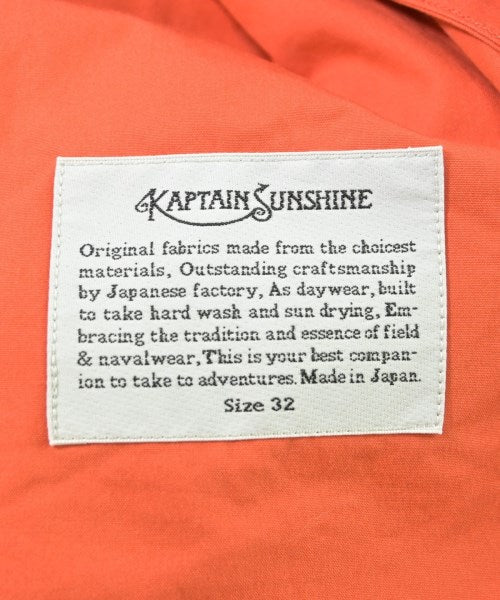 KAPTAIN SUNSHINE
Original fabrics made from the choicest
materials, Outstanding craftsmanship
by Japanese factory, As daywear, built
to take hard wash and sun drying, Em-
bracing the tradition and essence of field
& navalwear, This is your best compan-
ion to take to adventures. Made in Japan.
Size 32